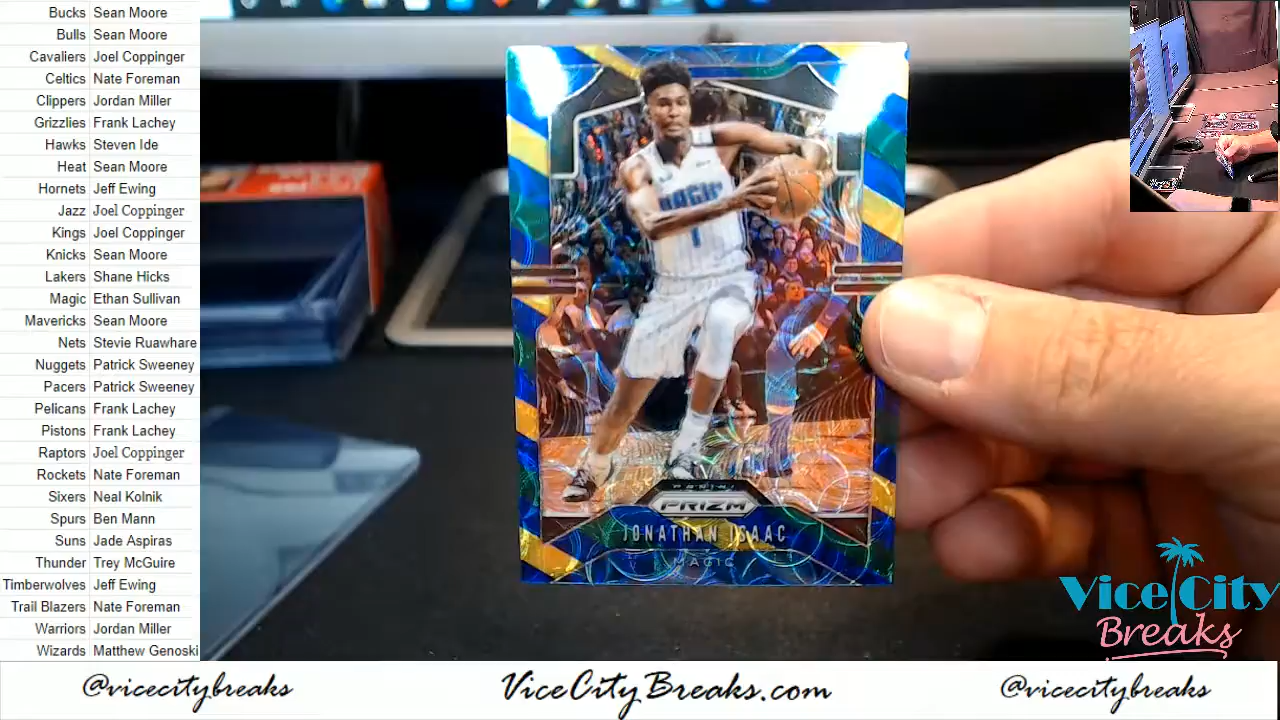 Bucks Sean Moore
Bulls Sean Moore
Cavaliers Joel Coppinger
Celtics Nate Foreman
Clippers Jordan Miller
Grizzlies Frank Lachey
Hawks Steven Ide
Heat Sean Moore
Hornets Jeff Ewing
Jazz Joel Coppinger
Kings Joel Coppinger
Knicks Sean Moore
Lakers Shane Hicks
Magic Ethan Sullivan
Mavericks Sean Moore
Nets Stevie Ruawhare
Nuggets Patrick Sweeney
Pacers Patrick Sweeney
Pelicans Frank Lachey
Pistons Frank Lachey
Raptors Joel Coppinger
Rockets Nate Foreman
Sixers Neal Kolnik
Spurs Ben Mann
Suns Jade Aspiras
Thunder Trey McGuire
Timberwolves Jeff Ewing
Trail Blazers Nate Foreman
Warriors Jordan Miller
Wizards Matthew Genoski
MAGIC
1
PANINI
PRIZM
JONATHAN ISAAC
MAGIC
Vice City
Breaks
@vicecitybreaks
ViceCityBreaks.com
@vicecitybreaks